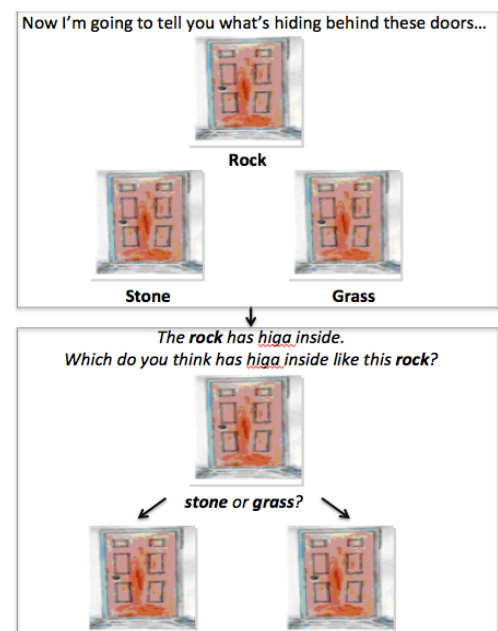 Now I'm going to tell you what's hiding behind these doors...
Rock
Stone Grass
The rock has higa inside.
Which do you think has higa inside like this rock?
stone or grass?